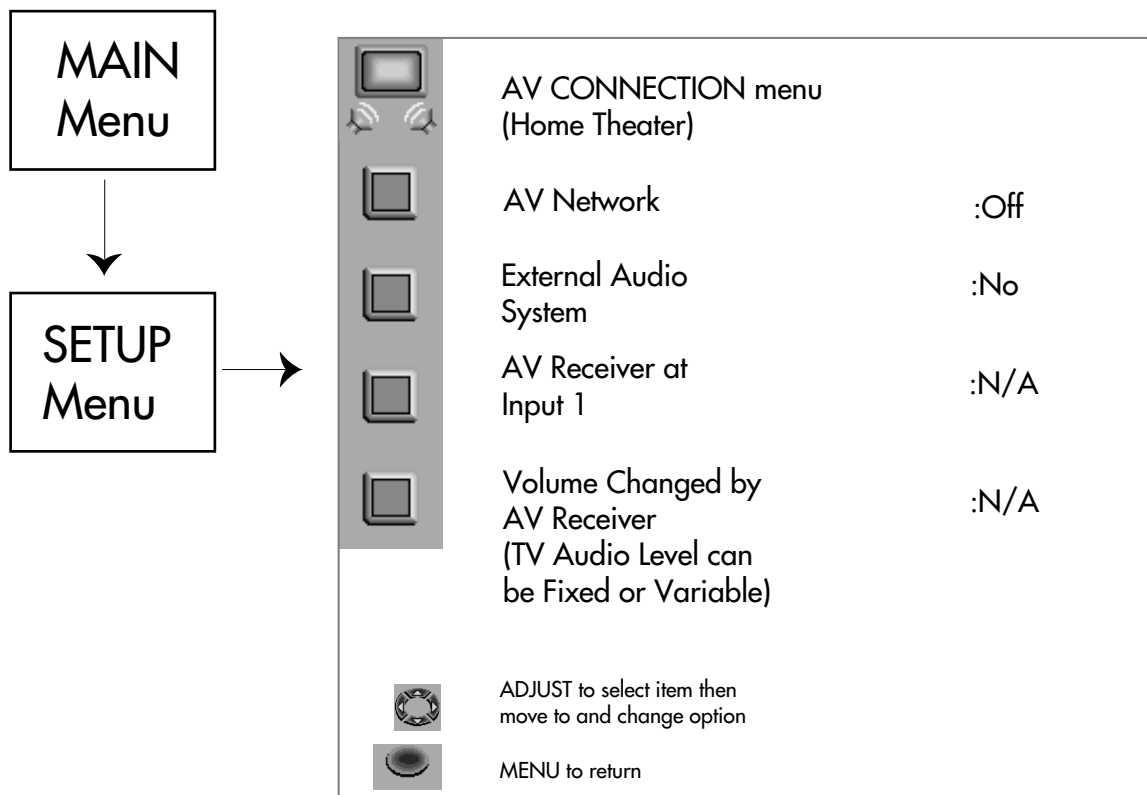 MAIN
Menu
SETUP
Menu
AV CONNECTION menu
(Home Theater)
AV Network :Off
External Audio
System :No
AV Receiver at
Input 1 :N/A
Volume Changed by
AV Receiver :N/A
(TV Audio Level can
be Fixed or Variable)
ADJUST to select item then
move to and change option
MENU to return